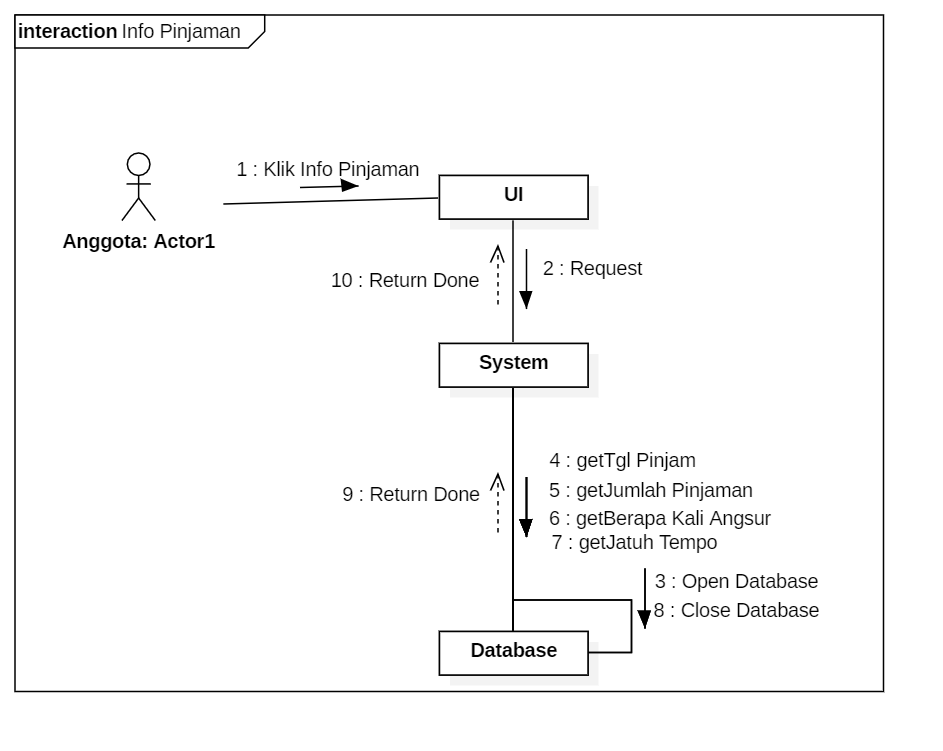 interaction Info Pinjaman
1 : Klik Info Pinjaman
UI
Anggota: Actor1
10 : Return Done
2 : Request
System
4 : getTgl Pinjam
9 : Return Done
5 : getJumlah Pinjaman
6 : getBerapa Kali Angsur
7 : getJatuh Tempo
3 : Open Database
8 : Close Database
Database